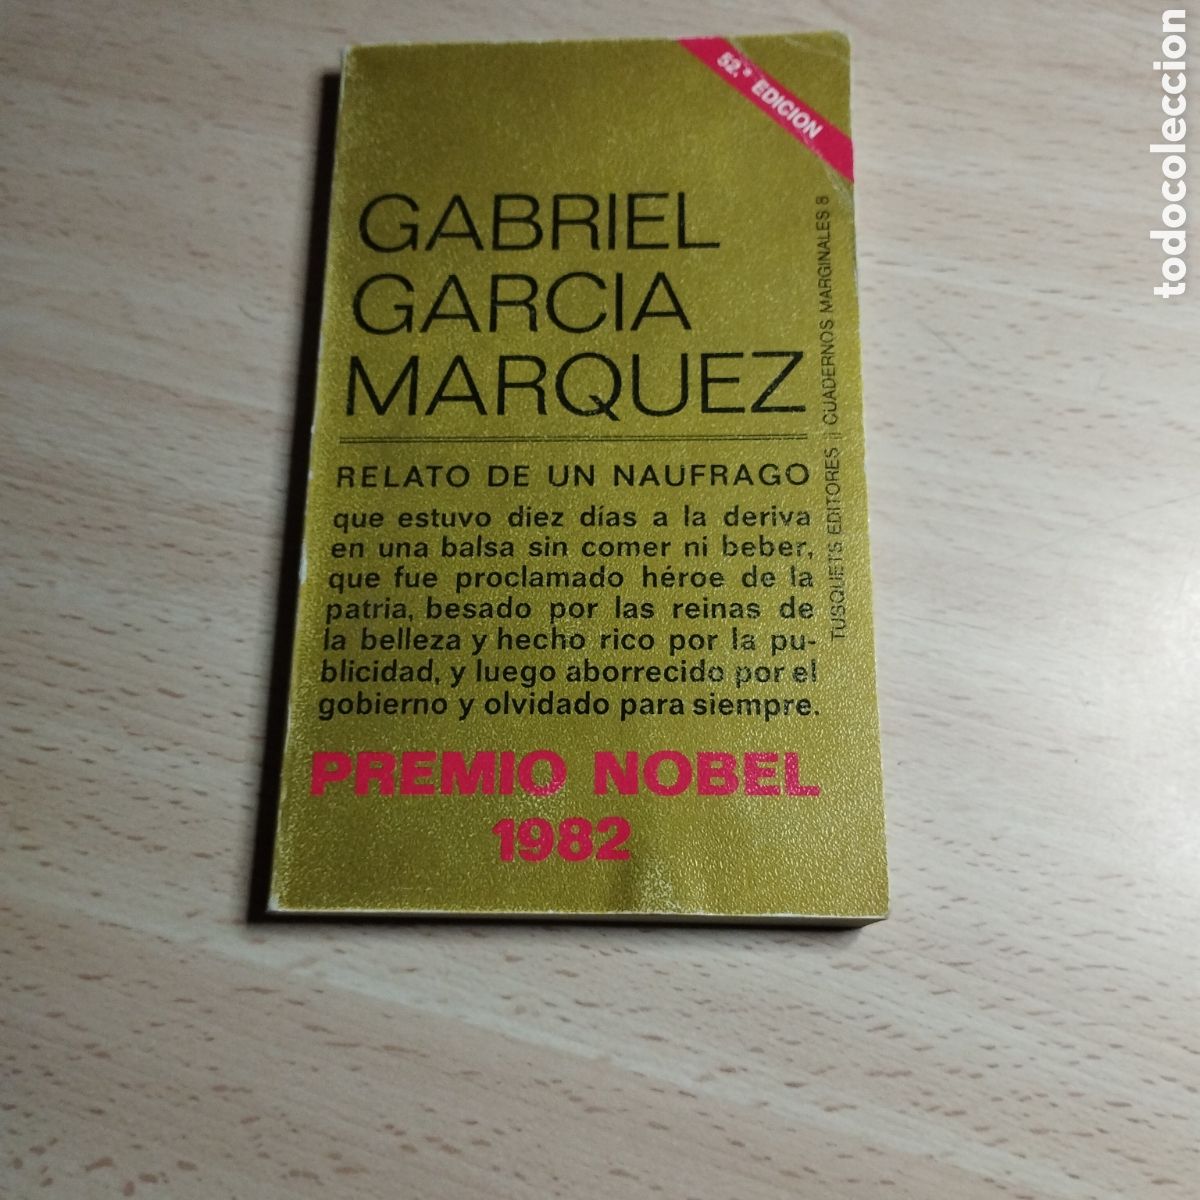 52.ª EDICION
GABRIEL
GARCIA
MARQUEZ
RELATO DE UN NAUFRAGO
que estuvo diez días a la deriva
en una balsa sin comer ni beber,
que fue proclamado héroe de la
patria, besado por las reinas de
la belleza y hecho rico por la pu-
blicidad, y luego aborrecido por el
gobierno y olvidado para siempre.
PREMIO NOBEL
1982
TUSQUETS EDITORES | CUADERNOS MARGINALES 8
todocoleccion